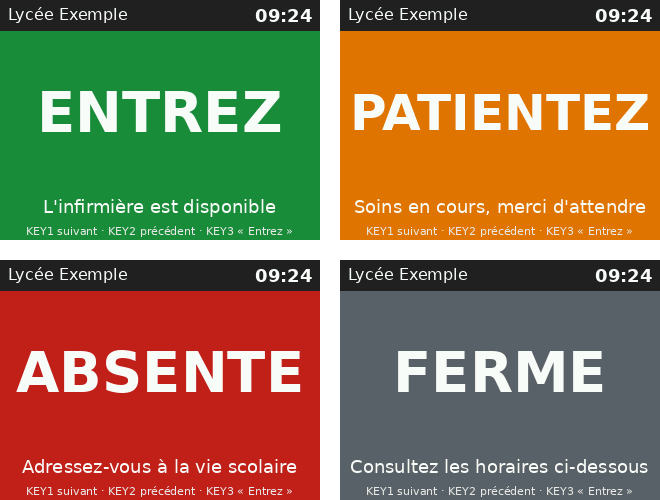 Lycée Exemple 09:24
ENTREZ
L'infirmière est disponible
KEY1 suivant · KEY2 précédent · KEY3 « Entrez »
Lycée Exemple 09:24
PATIENTEZ
Soins en cours, merci d'attendre
KEY1 suivant · KEY2 précédent · KEY3 « Entrez »
Lycée Exemple 09:24
ABSENTE
Adressez-vous à la vie scolaire
KEY1 suivant · KEY2 précédent · KEY3 « Entrez »
Lycée Exemple 09:24
FERME
Consultez les horaires ci-dessous
KEY1 suivant · KEY2 précédent · KEY3 « Entrez »